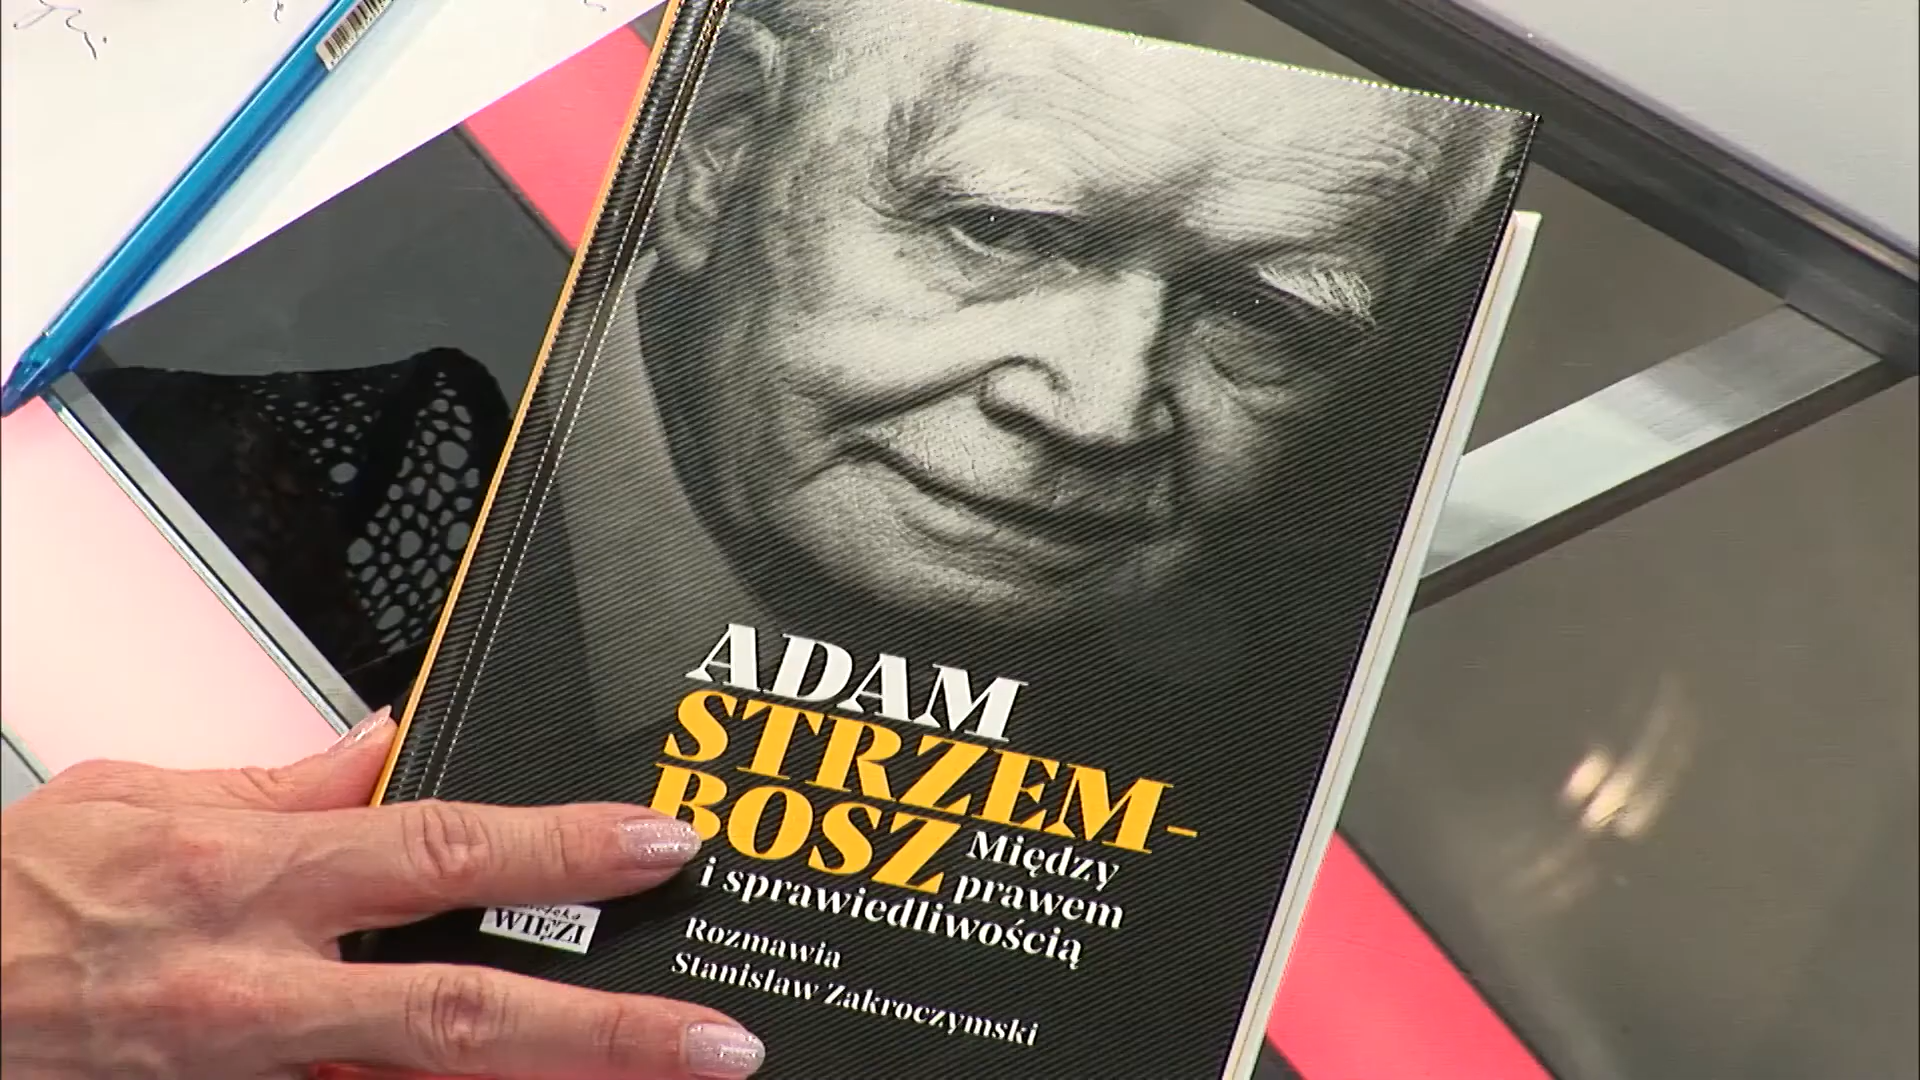 ADAM
STRZEM-
BOSZ Między
prawem
i sprawiedliwością
Rozmawia
Stanisław Zakroczymski
WIĘZI